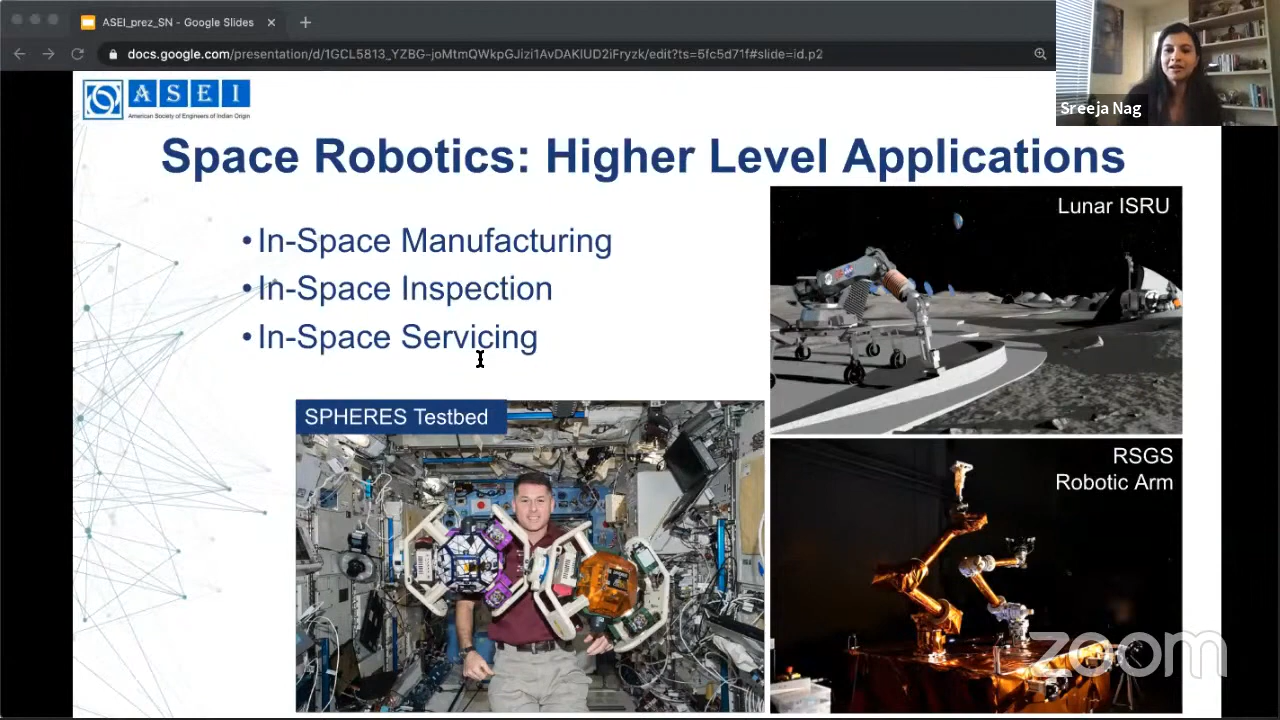 ASEI_prez_SN - Google Slides
docs.google.com/presentation/d/1GCL5813_YZBG-joMtmQWkpGJizi1AvDAKlUD2iFryzk/edit?ts=5fc5d71f#slide=id.p2
Sreeja Nag
ASEI
American Society of Engineers of Indian Origin
Space Robotics: Higher Level Applications
•In-Space Manufacturing
•In-Space Inspection
•In-Space Servicing
Lunar ISRU
SPHERES Testbed
RSGS
Robotic Arm
zoom